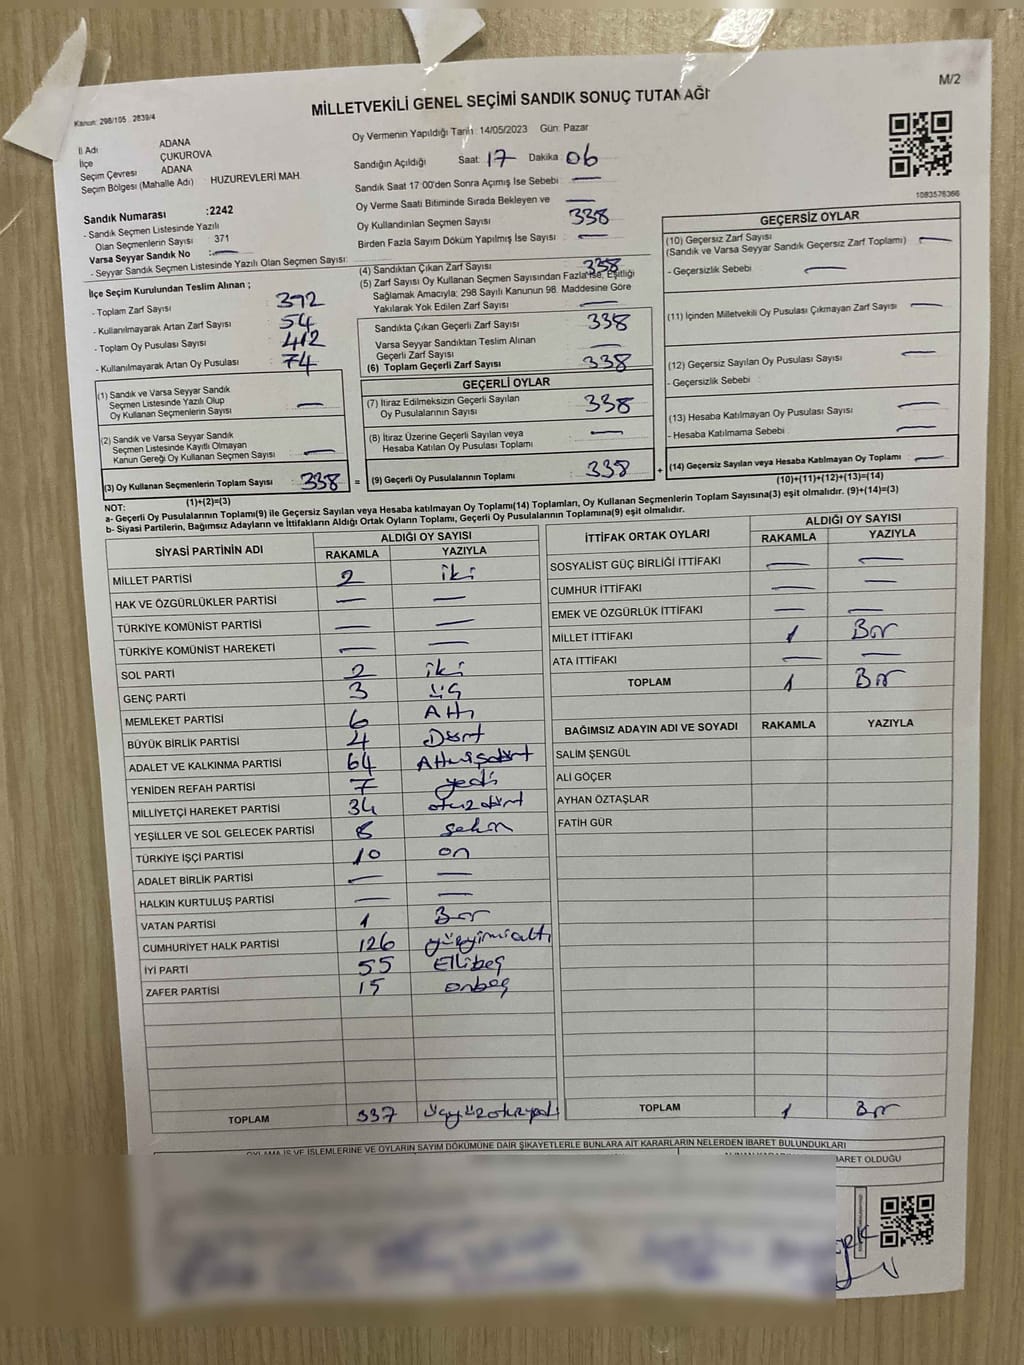 M/2
Kanun: 298/105 . 2839/4
MİLLETVEKİLİ GENEL SEÇİMİ SANDIK SONUÇ TUTANAĞI
İl Adı ADANA
İlçe ÇUKUROVA
Seçim Çevresi ADANA
Seçim Bölgesi (Mahalle Adı) HUZUREVLERİ MAH.
Sandık Numarası :2242
- Sandık Seçmen Listesinde Yazılı
Olan Seçmenlerin Sayısı : 371
Varsa Seyyar Sandık No : —
- Seyyar Sandık Seçmen Listesinde Yazılı Olan Seçmen Sayısı:
Oy Vermenin Yapıldığı Tarih 14/05/2023 Gün: Pazar
Sandığın Açıldığı Saat 17 Dakika 06
Sandık Saat 17:00'den Sonra Açımış İse Sebebi : —
Oy Verme Saati Bitiminde Sırada Bekleyen ve —
Oy Kullandırılan Seçmen Sayısı 338
Birden Fazla Sayım Döküm Yapılmış İse Sayısı : —
1083576366
İlçe Seçim Kurulundan Teslim Alınan ;
- Toplam Zarf Sayısı : 392
- Kullanılmayarak Artan Zarf Sayısı : 54
- Toplam Oy Pusulası Sayısı : 412
- Kullanılmayarak Artan Oy Pusulası : 74
(1) Sandık ve Varsa Seyyar Sandık
Seçmen Listesinde Yazılı Olup
Oy Kullanan Seçmenlerin Sayısı : —
(2) Sandık ve Varsa Seyyar Sandık
Seçmen Listesinde Kayıtlı Olmayan
Kanun Gereği Oy Kullanan Seçmen Sayısı : —
(3) Oy Kullanan Seçmenlerin Toplam Sayısı : 338
(1)+(2)=(3)
(4) Sandıktan Çıkan Zarf Sayısı : 338
(5) Zarf Sayısı Oy Kullanan Seçmen Sayısından Fazla İse, Eşitliği
Sağlamak Amacıyla; 298 Sayılı Kanunun 98. Maddesine Göre
Yakılarak Yok Edilen Zarf Sayısı : —
Sandıkta Çıkan Geçerli Zarf Sayısı : 338
Varsa Seyyar Sandıktan Teslim Alınan
Geçerli Zarf Sayısı : —
(6) Toplam Geçerli Zarf Sayısı : 338
GEÇERLİ OYLAR
(7) İtiraz Edilmeksizin Geçerli Sayılan
Oy Pusulalarının Sayısı : 338
(8) İtiraz Üzerine Geçerli Sayılan veya
Hesaba Katılan Oy Pusulası Toplamı : —
= (9) Geçerli Oy Pusulalarının Toplamı : 338
GEÇERSİZ OYLAR
(10) Geçersiz Zarf Sayısı
(Sandık ve Varsa Seyyar Sandık Geçersiz Zarf Toplamı) : —
- Geçersizlik Sebebi : —
(11) İçinden Milletvekili Oy Pusulası Çıkmayan Zarf Sayısı : —
(12) Geçersiz Sayılan Oy Pusulası Sayısı : —
- Geçersizlik Sebebi :
(13) Hesaba Katılmayan Oy Pusulası Sayısı : —
- Hesaba Katılmama Sebebi : —
+ (14) Geçersiz Sayılan veya Hesaba Katılmayan Oy Toplamı : —
(10)+(11)+(12)+(13)=(14)
NOT:
a- Geçerli Oy Pusulalarının Toplamı(9) ile Geçersiz Sayılan veya Hesaba katılmayan Oy Toplamı(14) Toplamları, Oy Kullanan Seçmenlerin Toplam Sayısına(3) eşit olmalıdır. (9)+(14)=(3)
b- Siyasi Partilerin, Bağımsız Adayların ve İttifakların Aldığı Ortak Oyların Toplamı, Geçerli Oy Pusulalarının Toplamına(9) eşit olmalıdır.
SİYASİ PARTİNİN ADI ALDIĞI OY SAYISI
RAKAMLA YAZIYLA
MİLLET PARTİSİ 2 iki
HAK VE ÖZGÜRLÜKLER PARTİSİ — —
TÜRKİYE KOMÜNİST PARTİSİ — —
TÜRKİYE KOMÜNİST HAREKETİ — —
SOL PARTİ 2 iki
GENÇ PARTİ 3 üç
MEMLEKET PARTİSİ 6 Altı
BÜYÜK BİRLİK PARTİSİ 4 Dört
ADALET VE KALKINMA PARTİSİ 64 Altmışdört
YENİDEN REFAH PARTİSİ 7 yedi
MİLLİYETÇİ HAREKET PARTİSİ 34 otuzdört
YEŞİLLER VE SOL GELECEK PARTİSİ 8 sekiz
TÜRKİYE İŞÇİ PARTİSİ 10 on
ADALET BİRLİK PARTİSİ — —
HALKIN KURTULUŞ PARTİSİ — —
VATAN PARTİSİ 1 Bir
CUMHURİYET HALK PARTİSİ 126 yüzyirmialtı
İYİ PARTİ 55 Ellibeş
ZAFER PARTİSİ 15 onbeş
TOPLAM 337 üçyüzotuzyedi
İTTİFAK ORTAK OYLARI ALDIĞI OY SAYISI
RAKAMLA YAZIYLA
SOSYALİST GÜÇ BİRLİĞİ İTTİFAKI — —
CUMHUR İTTİFAKI — —
EMEK VE ÖZGÜRLÜK İTTİFAKI — —
MİLLET İTTİFAKI 1 Bir
ATA İTTİFAKI — —
TOPLAM 1 Bir
BAĞIMSIZ ADAYIN ADI VE SOYADI RAKAMLA YAZIYLA
SALİM ŞENGÜL
ALİ GÖÇER
AYHAN ÖZTAŞLAR
FATİH GÜR
TOPLAM 1 Bir
OYLAMA İŞ VE İŞLEMLERİNE VE OYLARIN SAYIM DÖKÜMÜNE DAİR ŞİKAYETLERLE BUNLARA AİT KARARLARIN NELERDEN İBARET BULUNDUKLARI
İBARET OLDUĞU